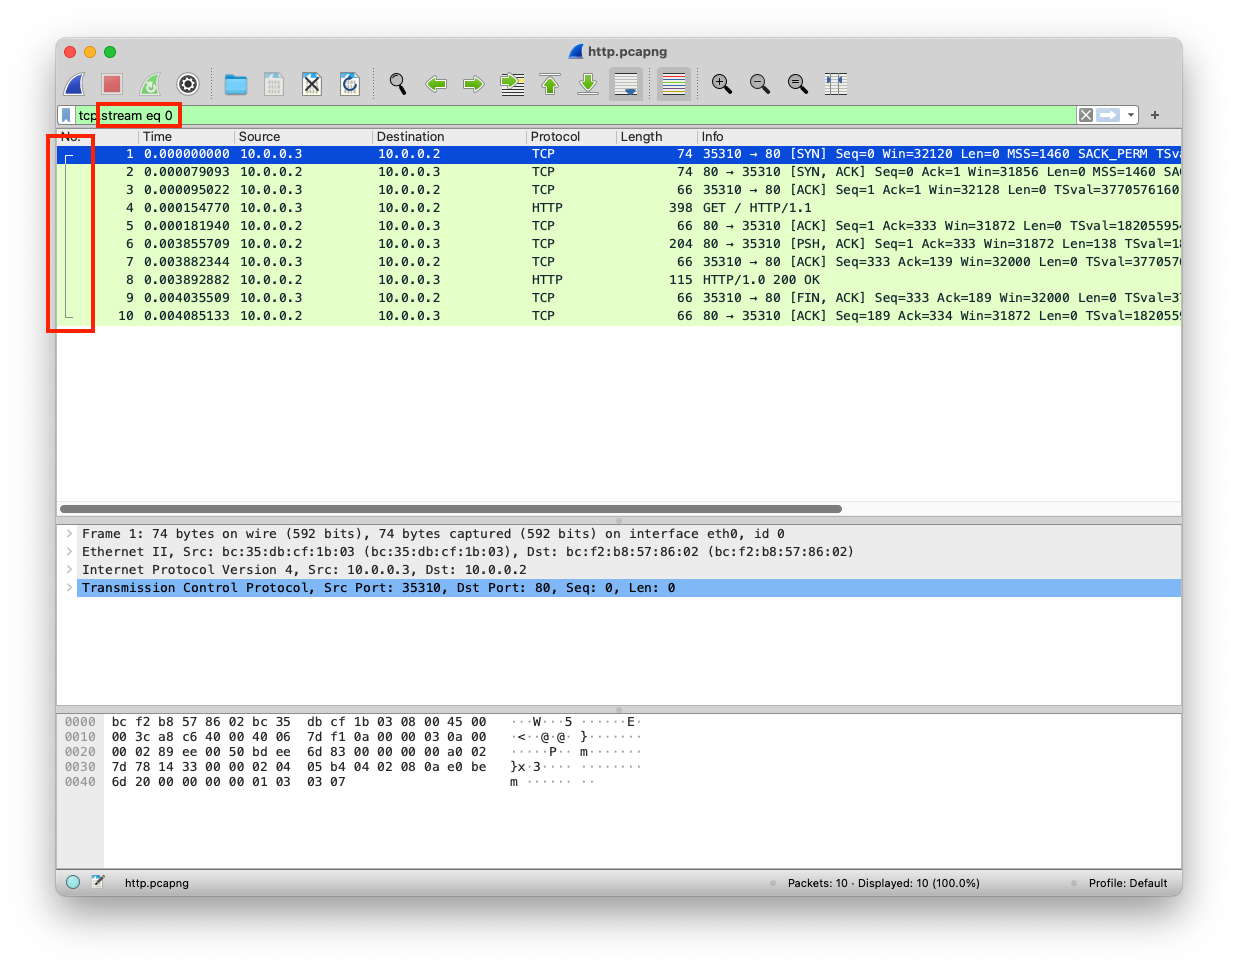 http.pcapng
tcp.stream eq 0
No. Time Source Destination Protocol Length Info
1 0.000000000 10.0.0.3 10.0.0.2 TCP 74 35310 → 80 [SYN] Seq=0 Win=32120 Len=0 MSS=1460 SACK_PERM TSva
2 0.000079093 10.0.0.2 10.0.0.3 TCP 74 80 → 35310 [SYN, ACK] Seq=0 Ack=1 Win=31856 Len=0 MSS=1460 SAC
3 0.000095022 10.0.0.3 10.0.0.2 TCP 66 35310 → 80 [ACK] Seq=1 Ack=1 Win=32128 Len=0 TSval=3770576160
4 0.000154770 10.0.0.3 10.0.0.2 HTTP 398 GET / HTTP/1.1
5 0.000181940 10.0.0.2 10.0.0.3 TCP 66 80 → 35310 [ACK] Seq=1 Ack=333 Win=31872 Len=0 TSval=182055954
6 0.003855709 10.0.0.2 10.0.0.3 TCP 204 80 → 35310 [PSH, ACK] Seq=1 Ack=333 Win=31872 Len=138 TSval=18
7 0.003882344 10.0.0.3 10.0.0.2 TCP 66 35310 → 80 [ACK] Seq=333 Ack=139 Win=32000 Len=0 TSval=377057
8 0.003892882 10.0.0.2 10.0.0.3 HTTP 115 HTTP/1.0 200 OK
9 0.004035509 10.0.0.3 10.0.0.2 TCP 66 35310 → 80 [FIN, ACK] Seq=333 Ack=189 Win=32000 Len=0 TSval=37
10 0.004085133 10.0.0.2 10.0.0.3 TCP 66 80 → 35310 [ACK] Seq=189 Ack=334 Win=31872 Len=0 TSval=182055
Frame 1: 74 bytes on wire (592 bits), 74 bytes captured (592 bits) on interface eth0, id 0
Ethernet II, Src: bc:35:db:cf:1b:03 (bc:35:db:cf:1b:03), Dst: bc:f2:b8:57:86:02 (bc:f2:b8:57:86:02)
Internet Protocol Version 4, Src: 10.0.0.3, Dst: 10.0.0.2
Transmission Control Protocol, Src Port: 35310, Dst Port: 80, Seq: 0, Len: 0
0000 bc f2 b8 57 86 02 bc 35 db cf 1b 03 08 00 45 00 ···W···5 ······E·
0010 00 3c a8 c6 40 00 40 06 7d f1 0a 00 00 03 0a 00 ·<··@·@· }·······
0020 00 02 89 ee 00 50 bd ee 6d 83 00 00 00 00 a0 02 ·····P·· m·······
0030 7d 78 14 33 00 00 02 04 05 b4 04 02 08 0a e0 be }x·3···· ········
0040 6d 20 00 00 00 00 01 03 03 07 m ······ ··
http.pcapng Packets: 10 · Displayed: 10 (100.0%) Profile: Default